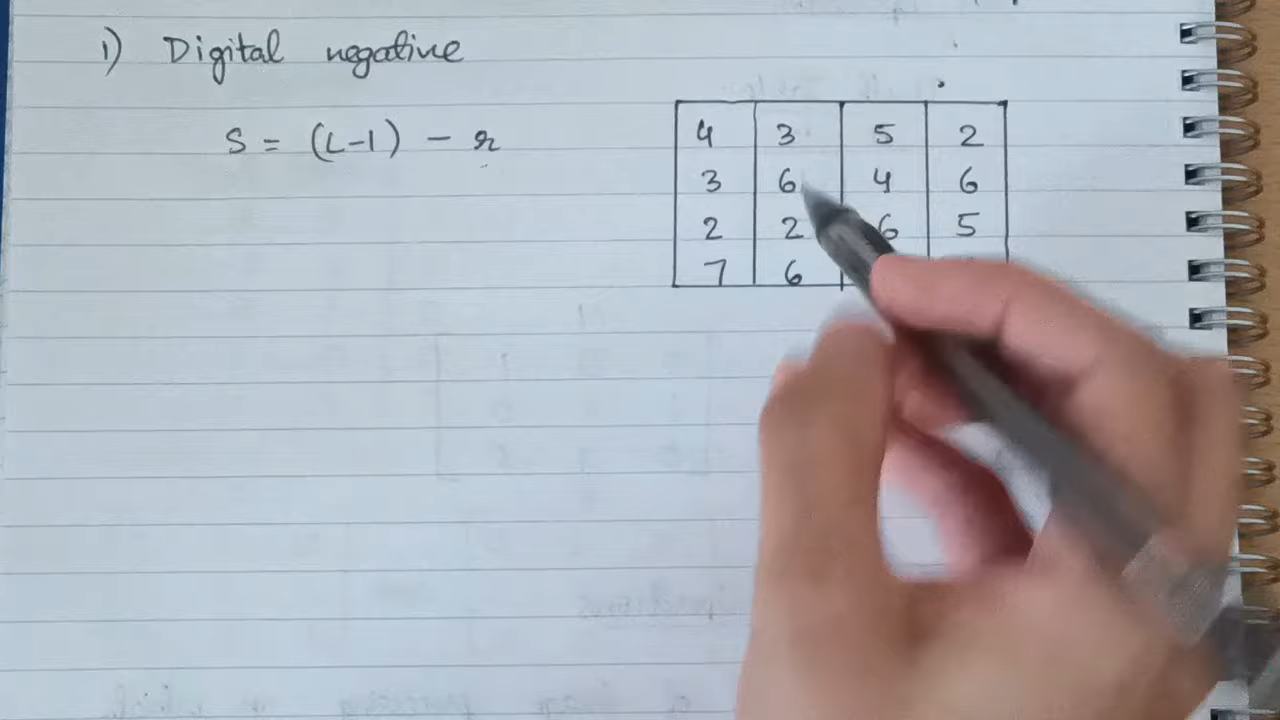 1) Digital negative
S = (L-1) - r
4 3 5 2
3 6 4 6
2 2 6 5
7 6